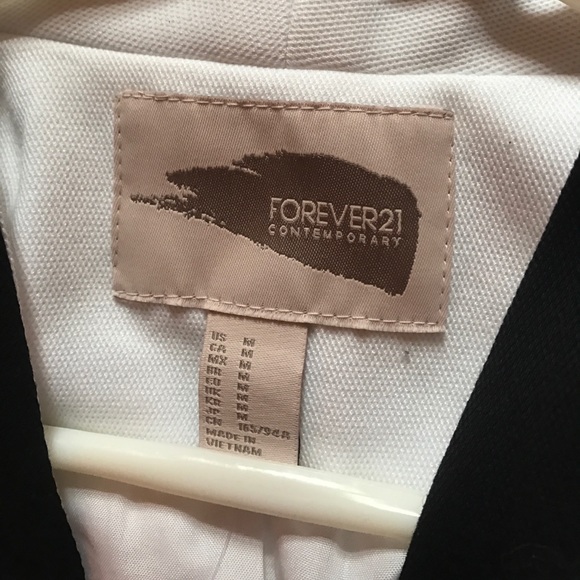 FOREVER21
CONTEMPORARY
US M
CA M
MX M
BR M
EU M
UK M
KR M
JP M
CN 165/94A
MADE IN
VIETNAM